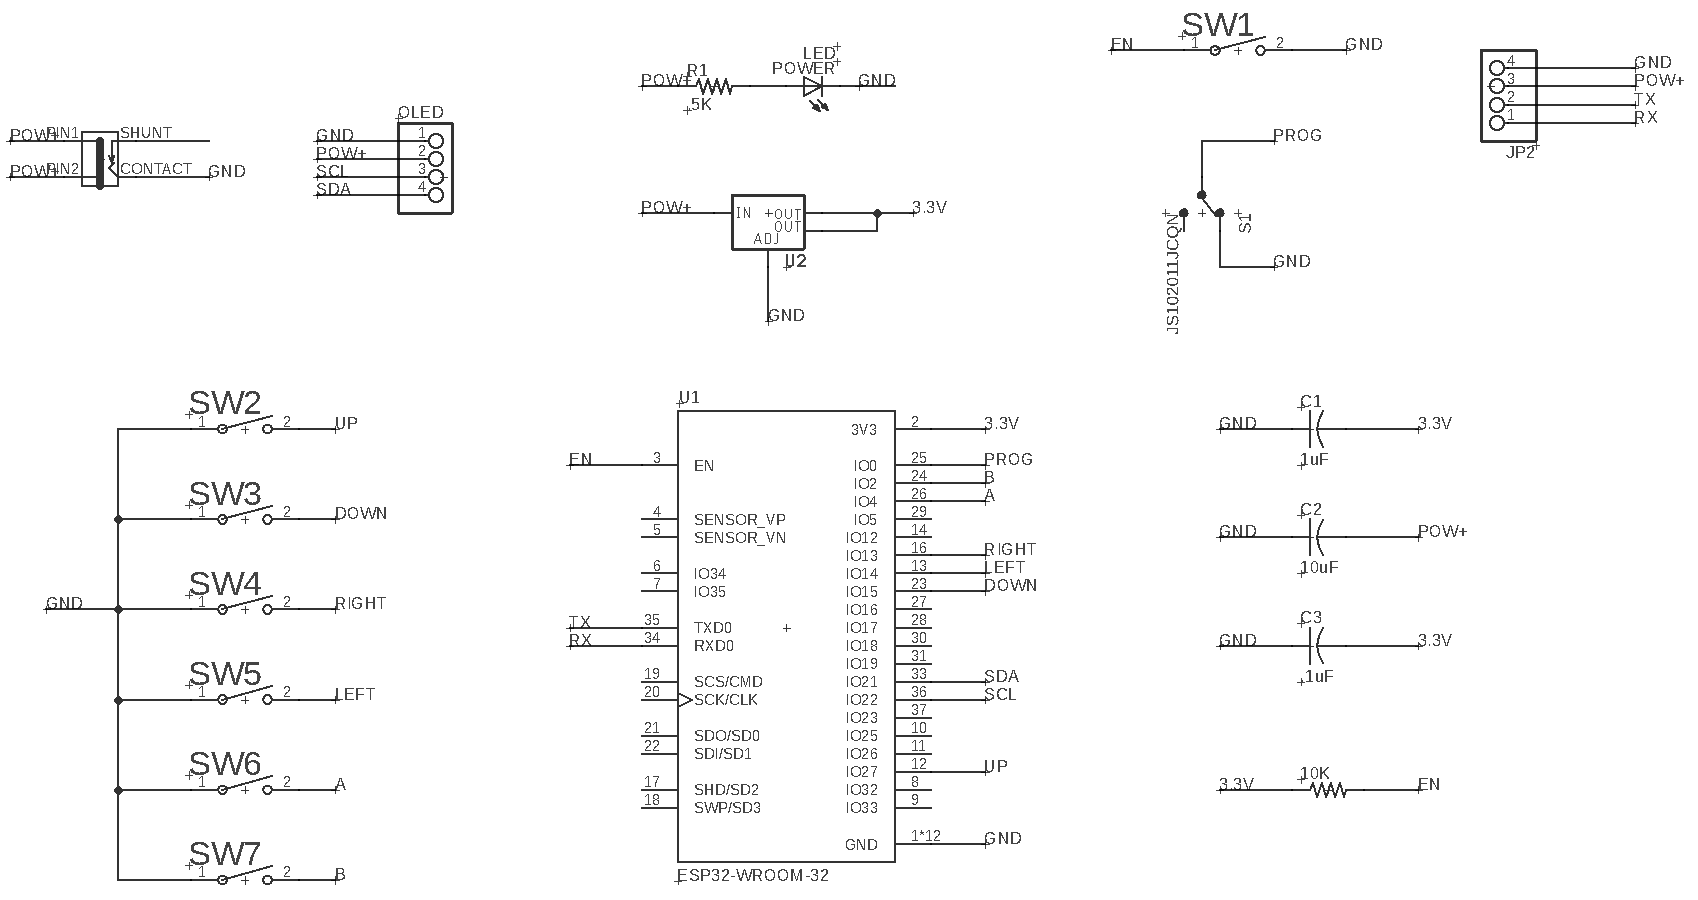 POW+ PIN1 SHUNT
POW+ PIN2 CONTACT GND
OLED
GND 1
POW+ 2
SCL 3
SDA 4
LED
POWER
POW+ R1 GND
5K
POW+ IN +OUT 3.3V
OUT
ADJ
U2
GND
SW1
EN 1 2 GND
PROG
S1
JS102011JCQN
GND
4 GND
3 POW+
2 TX
1 RX
JP2
SW2
1 2 UP
SW3
1 2 DOWN
SW4
GND 1 2 RIGHT
SW5
1 2 LEFT
SW6
1 2 A
SW7
1 2 B
U1
3V3 2 3.3V
EN 3 EN IO0 25 PROG
IO2 24 B
IO4 26 A
4 SENSOR_VP IO5 29
5 SENSOR_VN IO12 14
IO13 16 RIGHT
6 IO34 IO14 13 LEFT
7 IO35 IO15 23 DOWN
IO16 27
TX 35 TXD0 IO17 28
RX 34 RXD0 IO18 30
IO19 31
19 SCS/CMD IO21 33 SDA
20 SCK/CLK IO22 36 SCL
IO23 37
21 SDO/SD0 IO25 10
22 SDI/SD1 IO26 11
IO27 12 UP
17 SHD/SD2 IO32 8
18 SWP/SD3 IO33 9
GND 1*12 GND
ESP32-WROOM-32
C1
GND 3.3V
1uF
C2
GND POW+
10uF
C3
GND 3.3V
.1uF
10K
3.3V EN